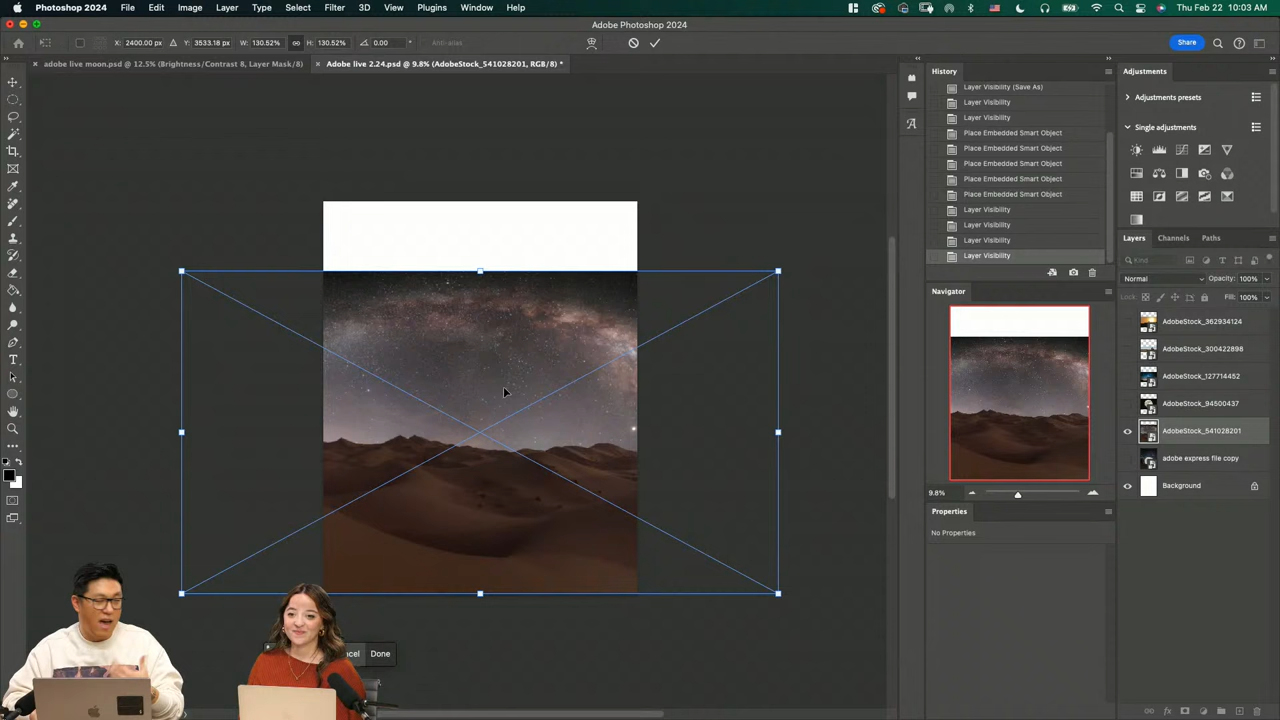 Photoshop 2024 File Edit Image Layer Type Select Filter 3D View Plugins Window Help
Thu Feb 22 10:03 AM
Adobe Photoshop 2024
X: 2400.00 px Y: 3533.18 px W: 130.52% H: 130.52% 0.00 Anti-alias
Share
adobe live moon.psd @ 12.5% (Brightness/Contrast 8, Layer Mask/8)
Adobe live 2.24.psd @ 9.8% (AdobeStock_541028201, RGB/8) *
History
Layer Visibility (Save As)
Layer Visibility
Layer Visibility
Place Embedded Smart Object
Place Embedded Smart Object
Place Embedded Smart Object
Place Embedded Smart Object
Place Embedded Smart Object
Layer Visibility
Layer Visibility
Layer Visibility
Layer Visibility
Navigator
9.8%
Properties
No Properties
Adjustments
Adjustments presets
Single adjustments
Layers Channels Paths
Kind
Normal Opacity: 100%
Lock: Fill: 100%
AdobeStock_362934124
AdobeStock_300422898
AdobeStock_127714452
AdobeStock_94500437
AdobeStock_541028201
adobe express file copy
Background
Done